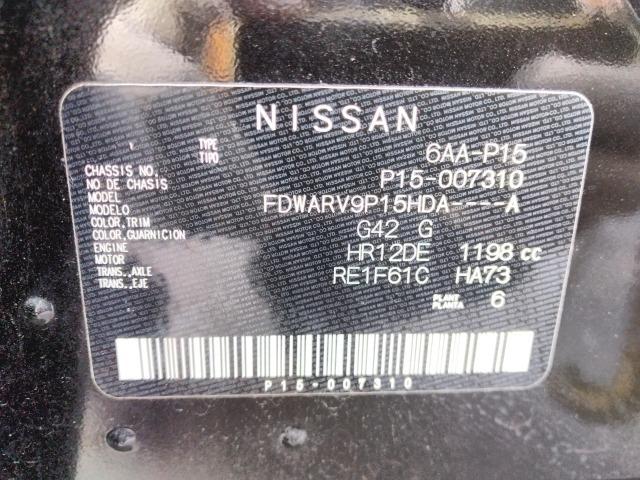 NISSAN
TYPE 6AA-P15
TIPO
CHASSIS NO. P15-007310
NO DE CHASIS
MODEL FDWARV9P15HDA----A
MODELO
COLOR,TRIM G42 G
COLOR,GUARNICION
ENGINE HR12DE 1198 cc
MOTOR
TRANS.,AXLE RE1F61C HA73
TRANS.,EJE
PLANT 6
PLANTA
P15-007310